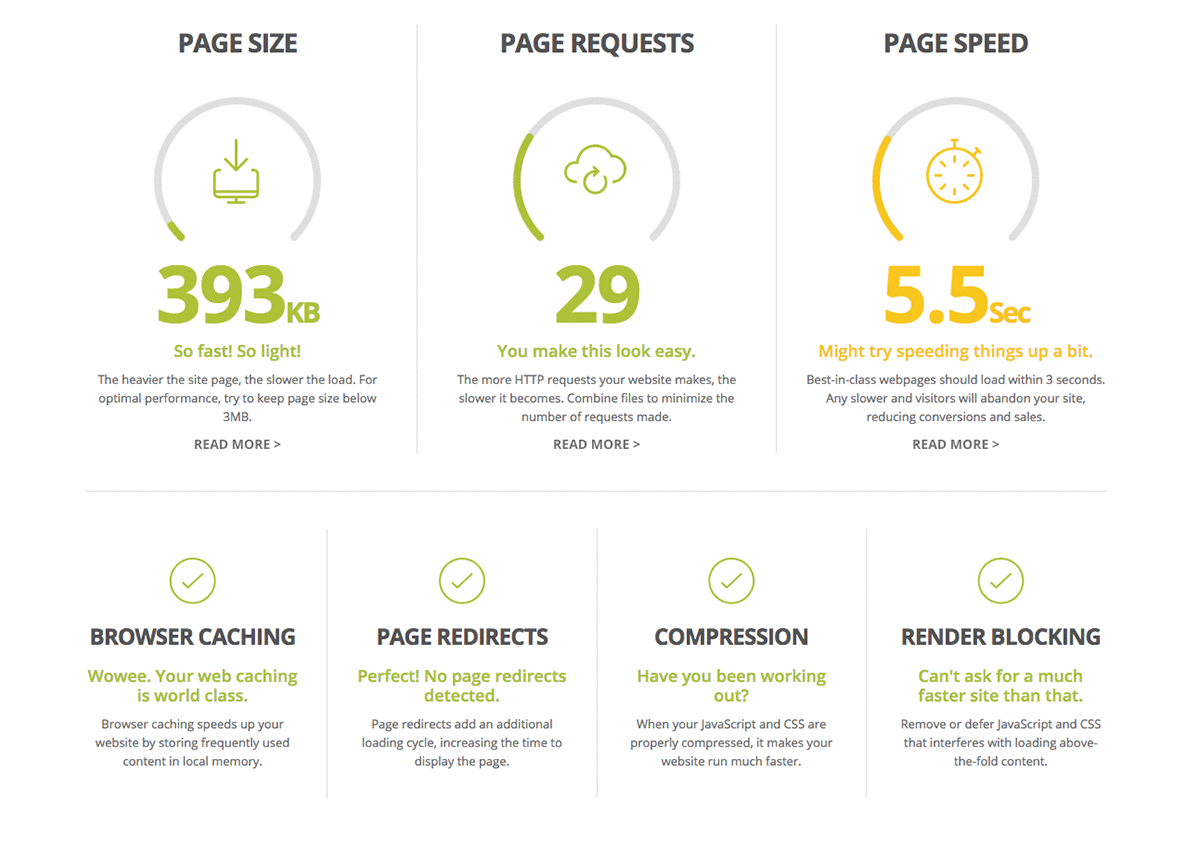 PAGE SIZE
393KB
So fast! So light!
The heavier the site page, the slower the load. For
optimal performance, try to keep page size below
3MB.
READ MORE >
PAGE REQUESTS
29
You make this look easy.
The more HTTP requests your website makes, the
slower it becomes. Combine files to minimize the
number of requests made.
READ MORE >
PAGE SPEED
5.5Sec
Might try speeding things up a bit.
Best-in-class webpages should load within 3 seconds.
Any slower and visitors will abandon your site,
reducing conversions and sales.
READ MORE >
BROWSER CACHING
Wowee. Your web caching
is world class.
Browser caching speeds up your
website by storing frequently used
content in local memory.
PAGE REDIRECTS
Perfect! No page redirects
detected.
Page redirects add an additional
loading cycle, increasing the time to
display the page.
COMPRESSION
Have you been working
out?
When your JavaScript and CSS are
properly compressed, it makes your
website run much faster.
RENDER BLOCKING
Can't ask for a much
faster site than that.
Remove or defer JavaScript and CSS
that interferes with loading above-
the-fold content.